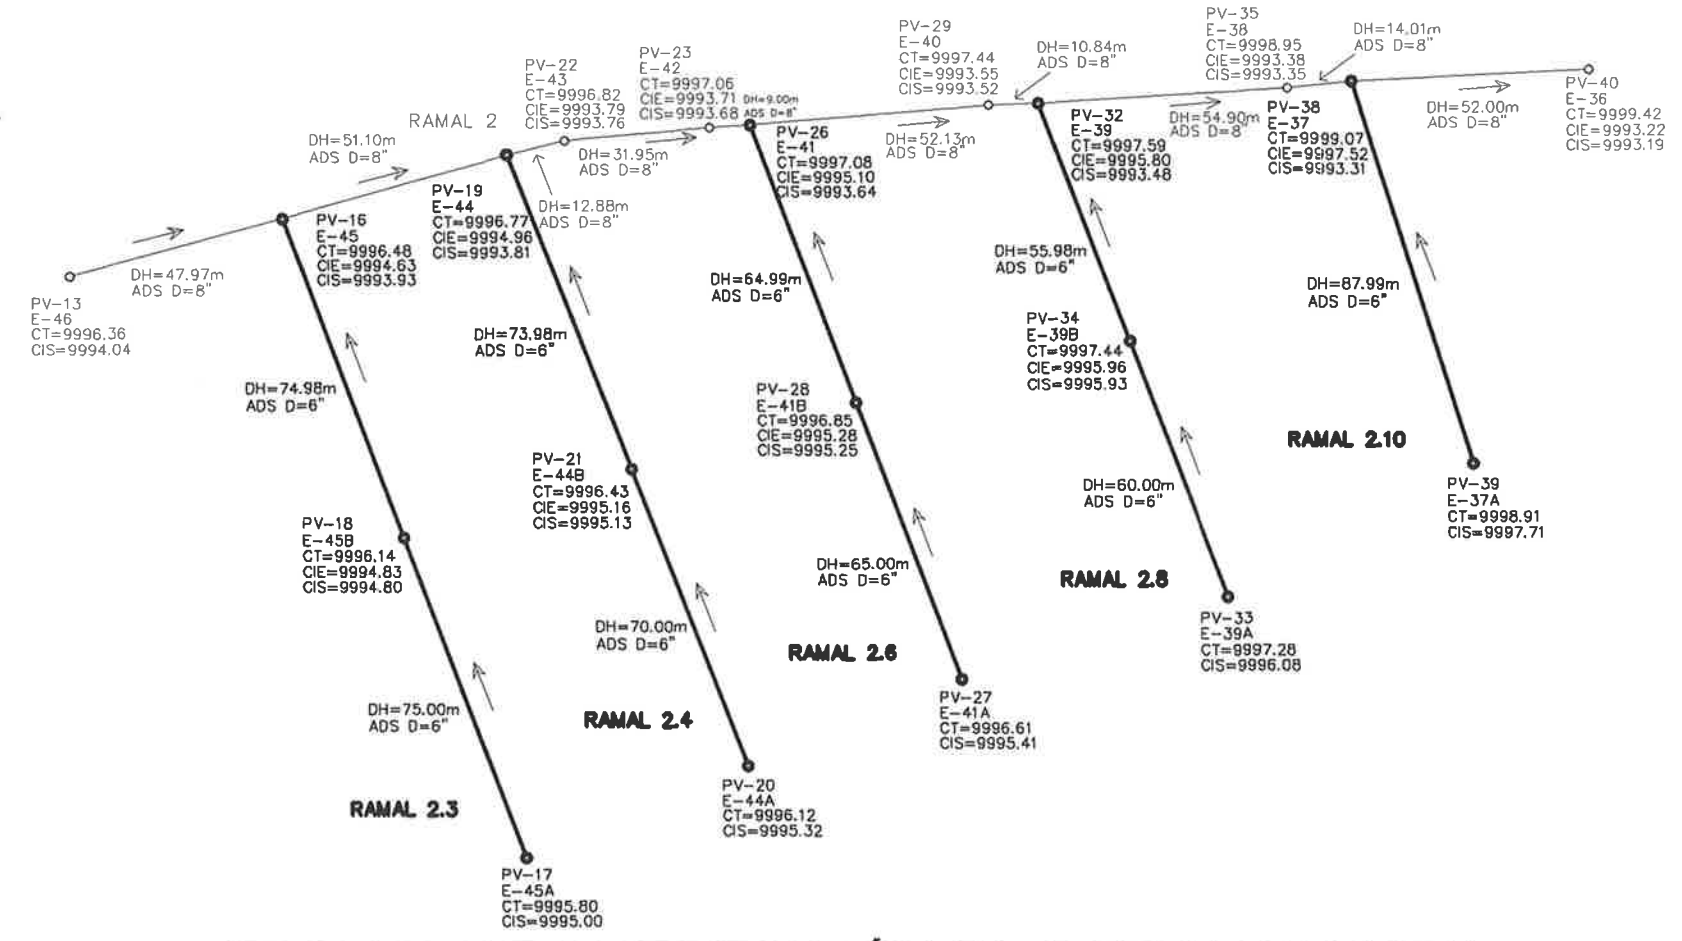 PV-35
E-38
CT=9998.95
CIE=9993.38
CIS=9993.35
DH=14.01m
ADS D=8"
PV-29
E-40
CT=9997.44
CIE=9993.55
CIS=9993.52
DH=10.84m
ADS D=8"
PV-23
E-42
CT=9997.06
CIE=9993.71
CIS=9993.68
DH=9.00m
ADS D=8"
PV-22
E-43
CT=9996.82
CIE=9993.79
CIS=9993.76
PV-40
E-36
CT=9999.42
CIE=9993.22
CIS=9993.19
DH=52.00m
ADS D=8"
PV-38
E-37
CT=9999.07
CIE=9997.52
CIS=9993.31
DH=54.90m
ADS D=8"
PV-32
E-39
CT=9997.59
CIE=9995.80
CIS=9993.48
DH=52.13m
ADS D=8"
PV-26
E-41
CT=9997.08
CIE=9995.10
CIS=9993.64
RAMAL 2
DH=51.10m
ADS D=8"
DH=31.95m
ADS D=8"
PV-19
E-44
CT=9996.77
CIE=9994.96
CIS=9993.81
DH=12.88m
ADS D=8"
PV-16
E-45
CT=9996.48
CIE=9994.63
CIS=9993.93
DH=47.97m
ADS D=8"
PV-13
E-46
CT=9996.36
CIS=9994.04
DH=64.99m
ADS D=6"
DH=55.98m
ADS D=6"
DH=87.99m
ADS D=6"
DH=73.98m
ADS D=6"
PV-34
E-39B
CT=9997.44
CIE=9995.96
CIS=9995.93
DH=74.98m
ADS D=6"
PV-28
E-41B
CT=9996.85
CIE=9995.28
CIS=9995.25
RAMAL 2.10
PV-21
E-44B
CT=9996.43
CIE=9995.16
CIS=9995.13
DH=60.00m
ADS D=6"
PV-39
E-37A
CT=9998.91
CIS=9997.71
PV-18
E-45B
CT=9996.14
CIE=9994.83
CIS=9994.80
DH=65.00m
ADS D=6"
RAMAL 2.8
PV-33
E-39A
CT=9997.28
CIS=9996.08
DH=70.00m
ADS D=6"
RAMAL 2.6
PV-27
E-41A
CT=9996.61
CIS=9995.41
DH=75.00m
ADS D=6"
RAMAL 2.4
PV-20
E-44A
CT=9996.12
CIS=9995.32
RAMAL 2.3
PV-17
E-45A
CT=9995.80
CIS=9995.00